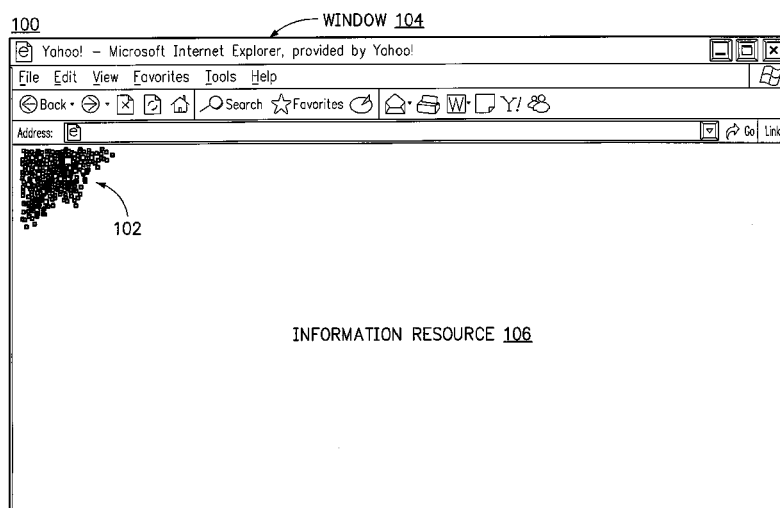 100
WINDOW 104
Yahoo! – Microsoft Internet Explorer, provided by Yahoo!
File Edit View Favorites Tools Help
Back Search Favorites W Y!
Address: Go Link
102
INFORMATION RESOURCE 106